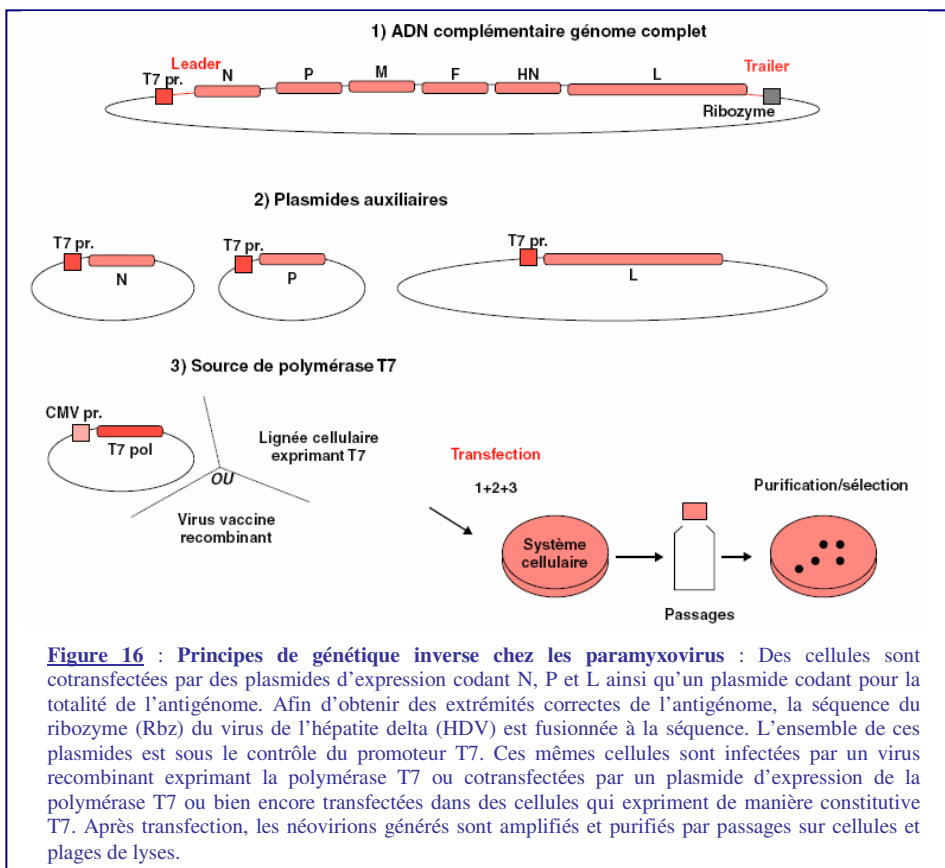 1) ADN complémentaire génome complet
Leader
Trailer
T7 pr.
N
P
M
F
HN
L
Ribozyme
2) Plasmides auxiliaires
T7 pr.
N
T7 pr.
P
T7 pr.
L
3) Source de polymérase T7
CMV pr.
T7 pol
Lignée cellulaire
exprimant T7
OU
Virus vaccine
recombinant
Transfection
1+2+3
Système
cellulaire
Passages
Purification/sélection
Figure 16 : Principes de génétique inverse chez les paramyxovirus : Des cellules sont
cotransfectées par des plasmides d’expression codant N, P et L ainsi qu’un plasmide codant pour la
totalité de l’antigénome. Afin d’obtenir des extrémités correctes de l’antigénome, la séquence du
ribozyme (Rbz) du virus de l’hépatite delta (HDV) est fusionnée à la séquence. L’ensemble de ces
plasmides est sous le contrôle du promoteur T7. Ces mêmes cellules sont infectées par un virus
recombinant exprimant la polymérase T7 ou cotransfectées par un plasmide d’expression de la
polymérase T7 ou bien encore transfectées dans des cellules qui expriment de manière constitutive
T7. Après transfection, les néovirions générés sont amplifiés et purifiés par passages sur cellules et
plages de lyses.